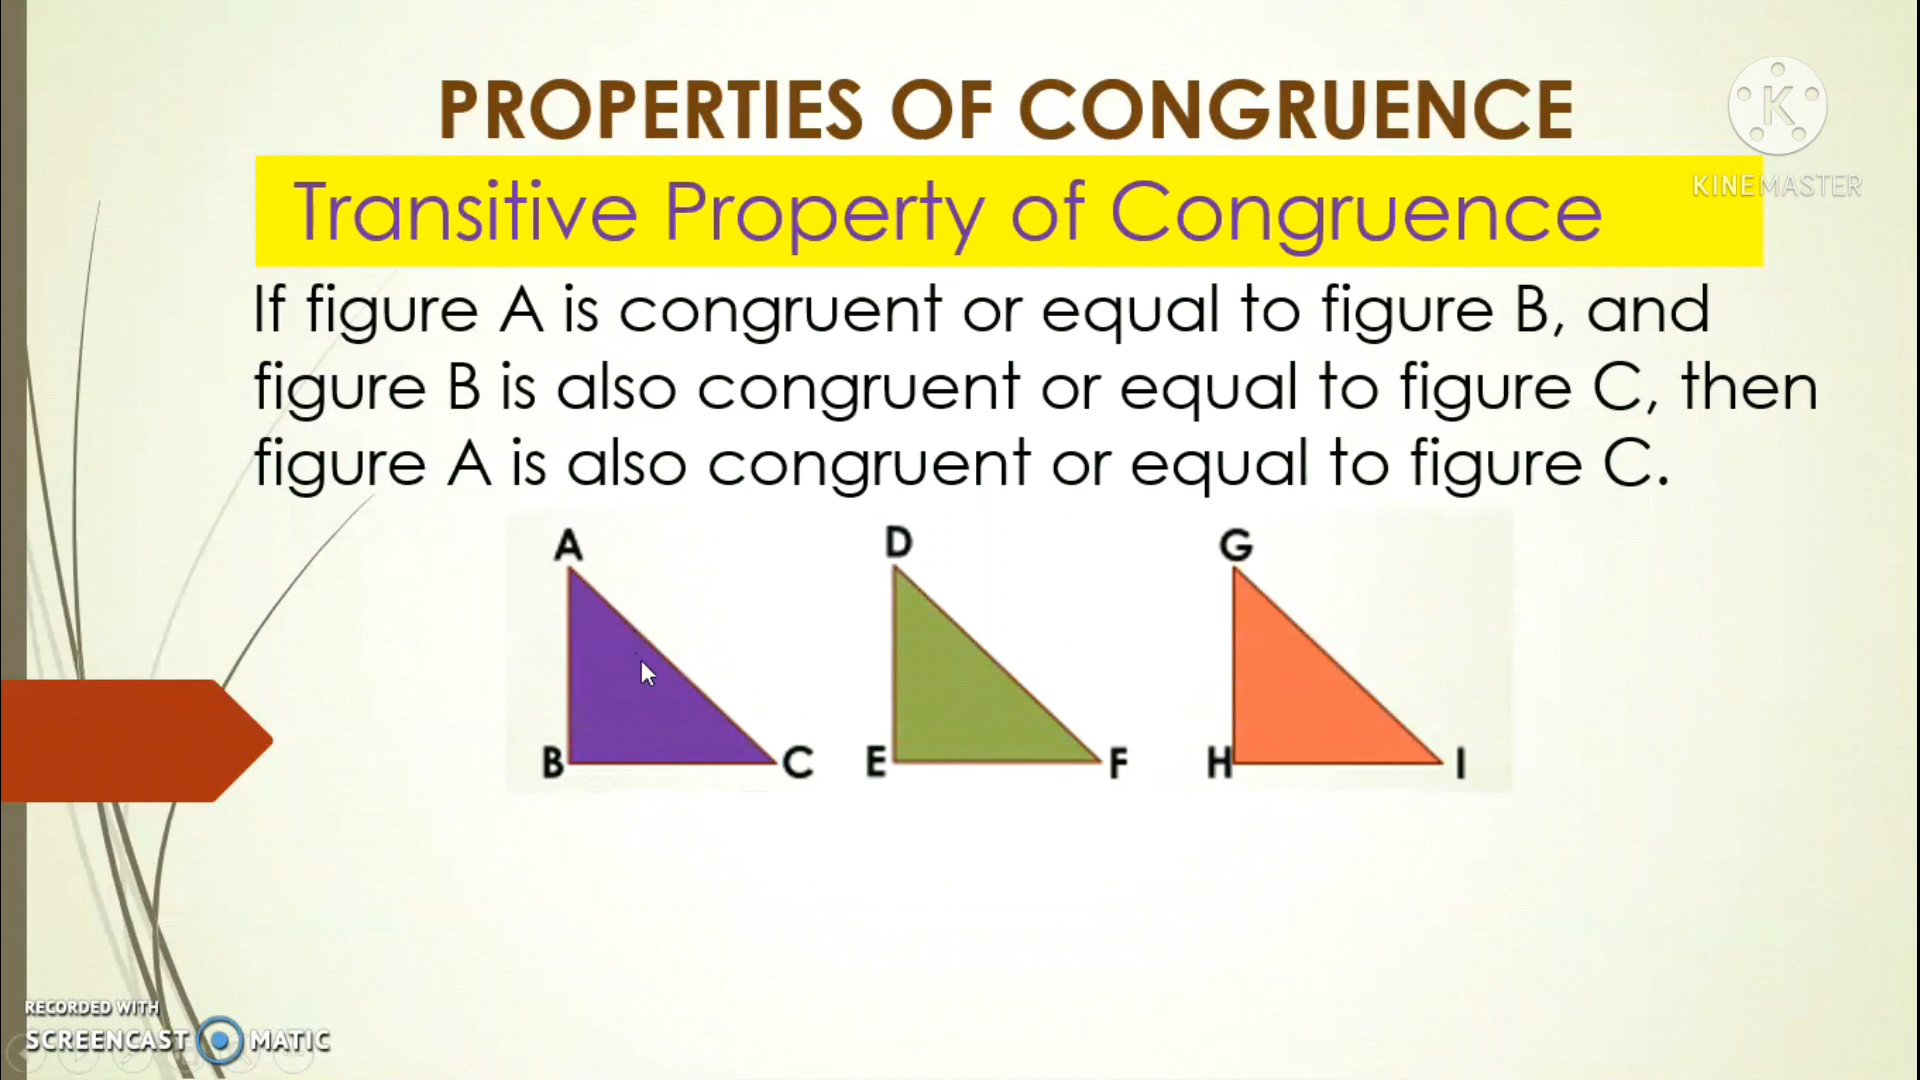 PROPERTIES OF CONGRUENCE
K
KINEMASTER
Transitive Property of Congruence
If figure A is congruent or equal to figure B, and
figure B is also congruent or equal to figure C, then
figure A is also congruent or equal to figure C.
A D G
B C E F H I
RECORDED WITH
SCREENCAST MATIC